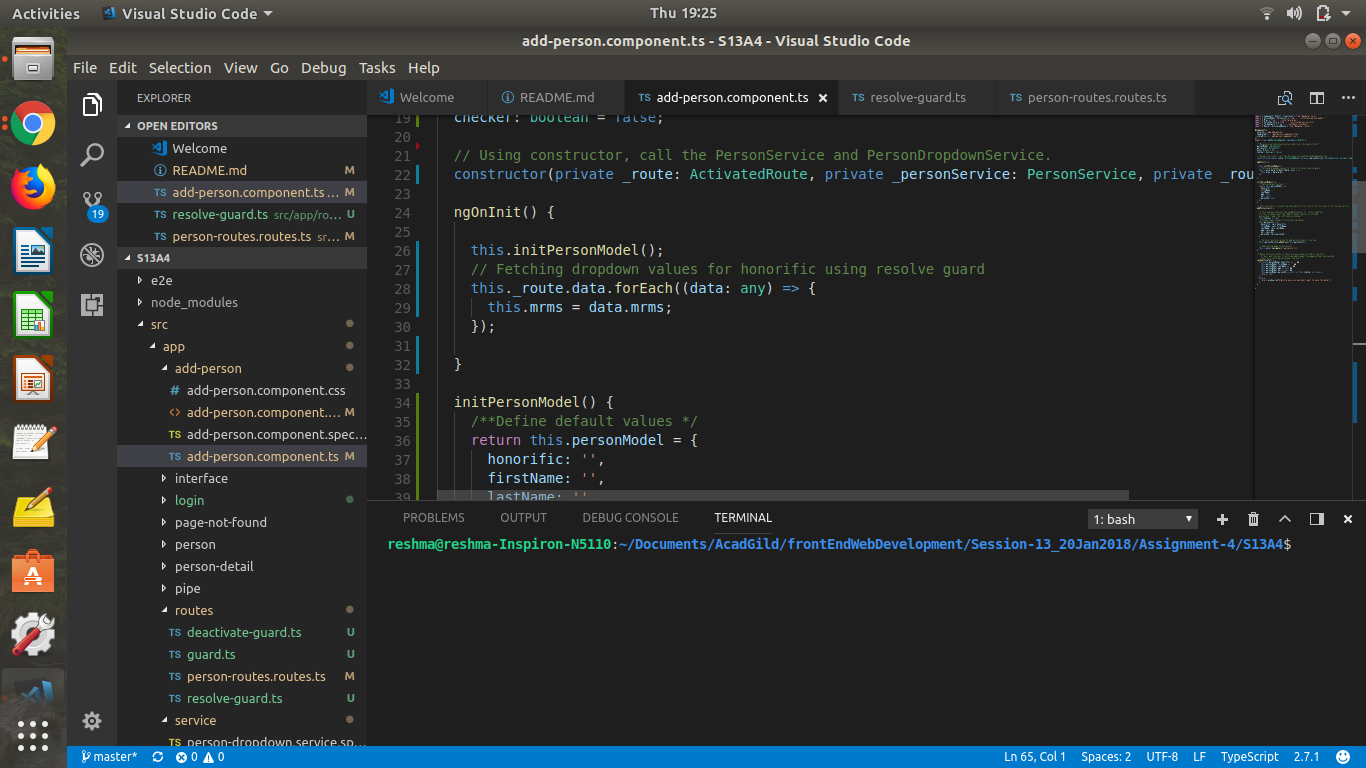 Activities Visual Studio Code Thu 19:25
add-person.component.ts - S13A4 - Visual Studio Code
File Edit Selection View Go Debug Tasks Help
EXPLORER
OPEN EDITORS
Welcome
README.md M
add-person.component.ts ... M
resolve-guard.ts src/app/ro... U
person-routes.routes.ts sr... M
S13A4
e2e
node_modules
src
app
add-person
# add-person.component.css
<> add-person.component.... M
TS add-person.component.spec...
TS add-person.component.ts M
interface
login
page-not-found
person
person-detail
pipe
routes
TS deactivate-guard.ts U
TS guard.ts U
TS person-routes.routes.ts M
TS resolve-guard.ts U
service
TS person-dropdown.service.sp...
19
Welcome README.md TS add-person.component.ts × TS resolve-guard.ts TS person-routes.routes.ts ...
19 checker: boolean = false;
20
21 // Using constructor, call the PersonService and PersonDropdownService.
22 constructor(private _route: ActivatedRoute, private _personService: PersonService, private _rou
23
24 ngOnInit() {
25
26 this.initPersonModel();
27 // Fetching dropdown values for honorific using resolve guard
28 this._route.data.forEach((data: any) => {
29 this.mrms = data.mrms;
30 });
31
32 }
33
34 initPersonModel() {
35 /**Define default values */
36 return this.personModel = {
37 honorific: '',
38 firstName: '',
39 lastName: '',
PROBLEMS OUTPUT DEBUG CONSOLE TERMINAL 1: bash
reshma@reshma-Inspiron-N5110:~/Documents/AcadGild/frontEndWebDevelopment/Session-13_20Jan2018/Assignment-4/S13A4$
master* 0 0 Ln 65, Col 1 Spaces: 2 UTF-8 LF TypeScript 2.7.1